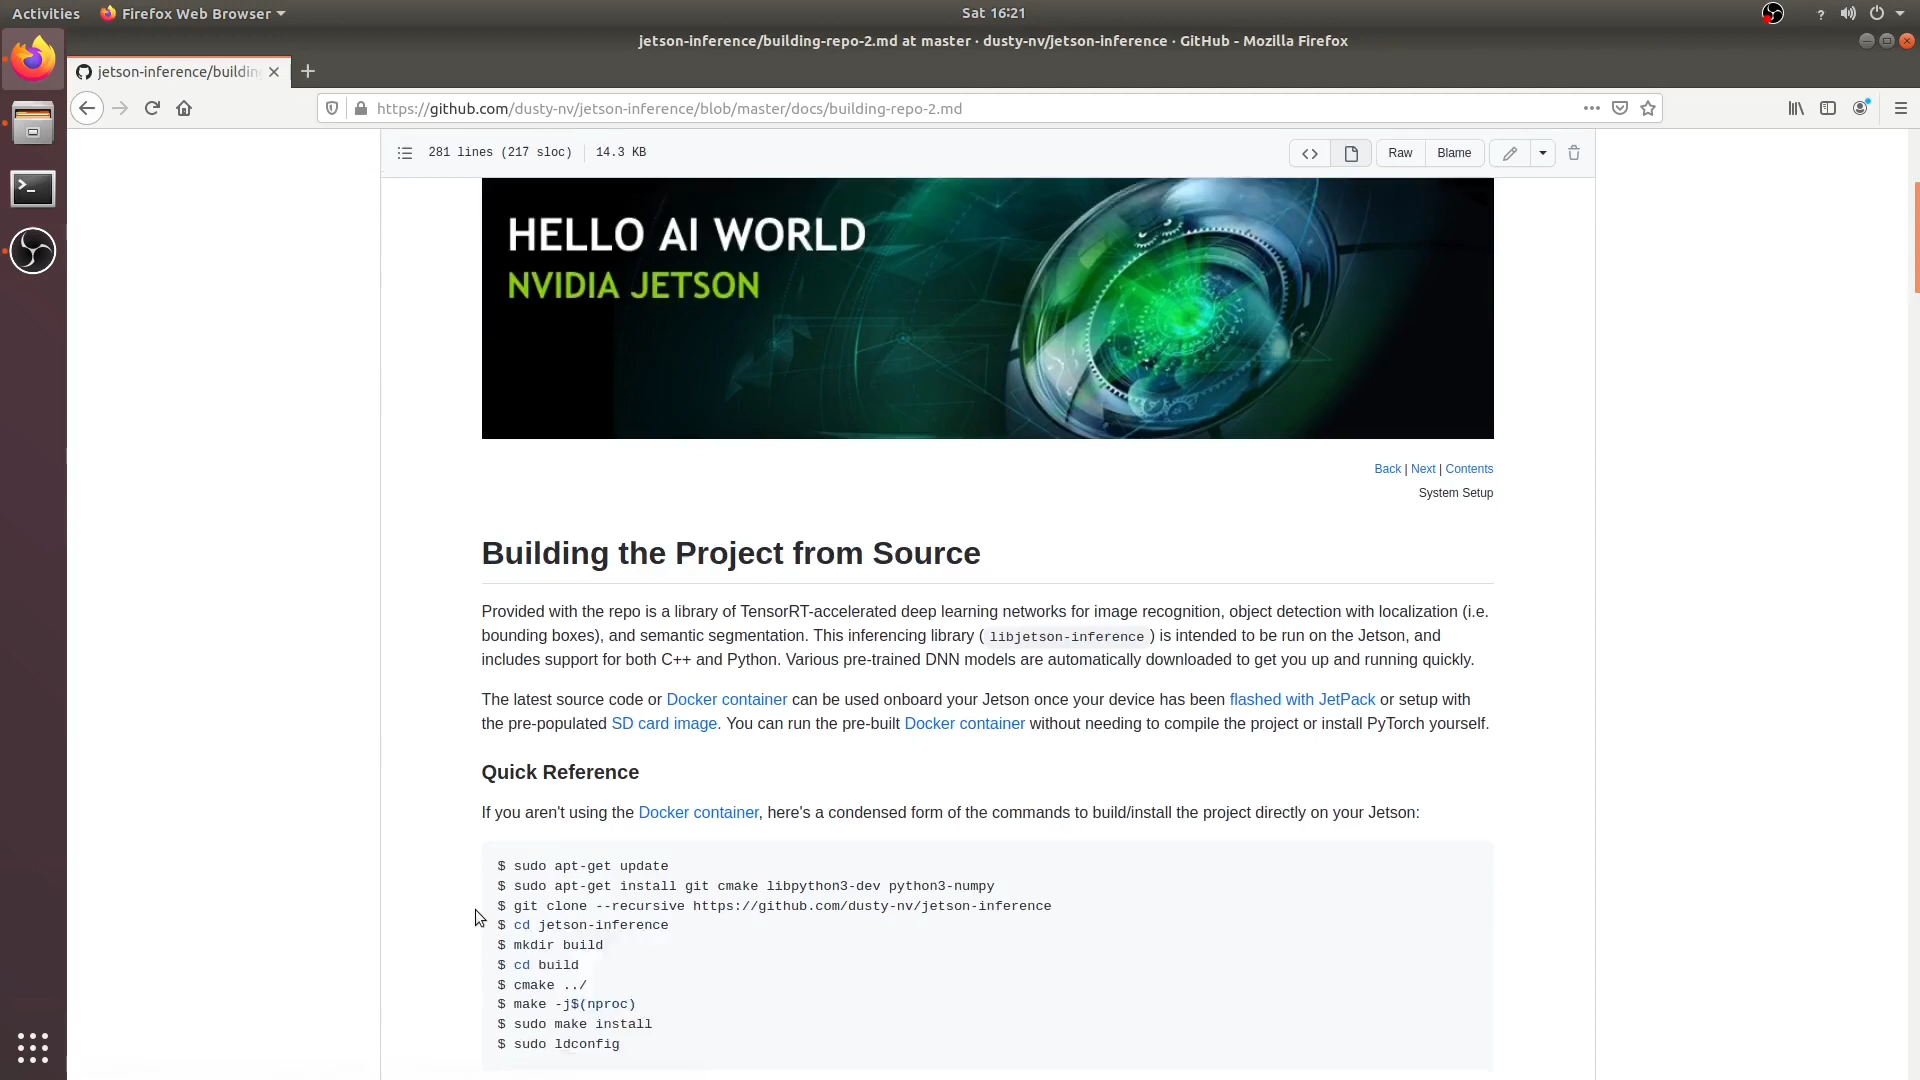 Activities Firefox Web Browser Sat 16:21 ?
jetson-inference/building-repo-2.md at master · dusty-nv/jetson-inference · GitHub - Mozilla Firefox
jetson-inference/building
https://github.com/dusty-nv/jetson-inference/blob/master/docs/building-repo-2.md
281 lines (217 sloc) 14.3 KB Raw Blame
HELLO AI WORLD
NVIDIA JETSON
Back | Next | Contents
System Setup
Building the Project from Source
Provided with the repo is a library of TensorRT-accelerated deep learning networks for image recognition, object detection with localization (i.e.
bounding boxes), and semantic segmentation. This inferencing library ( libjetson-inference ) is intended to be run on the Jetson, and
includes support for both C++ and Python. Various pre-trained DNN models are automatically downloaded to get you up and running quickly.
The latest source code or Docker container can be used onboard your Jetson once your device has been flashed with JetPack or setup with
the pre-populated SD card image. You can run the pre-built Docker container without needing to compile the project or install PyTorch yourself.
Quick Reference
If you aren't using the Docker container, here's a condensed form of the commands to build/install the project directly on your Jetson:
$ sudo apt-get update
$ sudo apt-get install git cmake libpython3-dev python3-numpy
$ git clone --recursive https://github.com/dusty-nv/jetson-inference
$ cd jetson-inference
$ mkdir build
$ cd build
$ cmake ../
$ make -j$(nproc)
$ sudo make install
$ sudo ldconfig